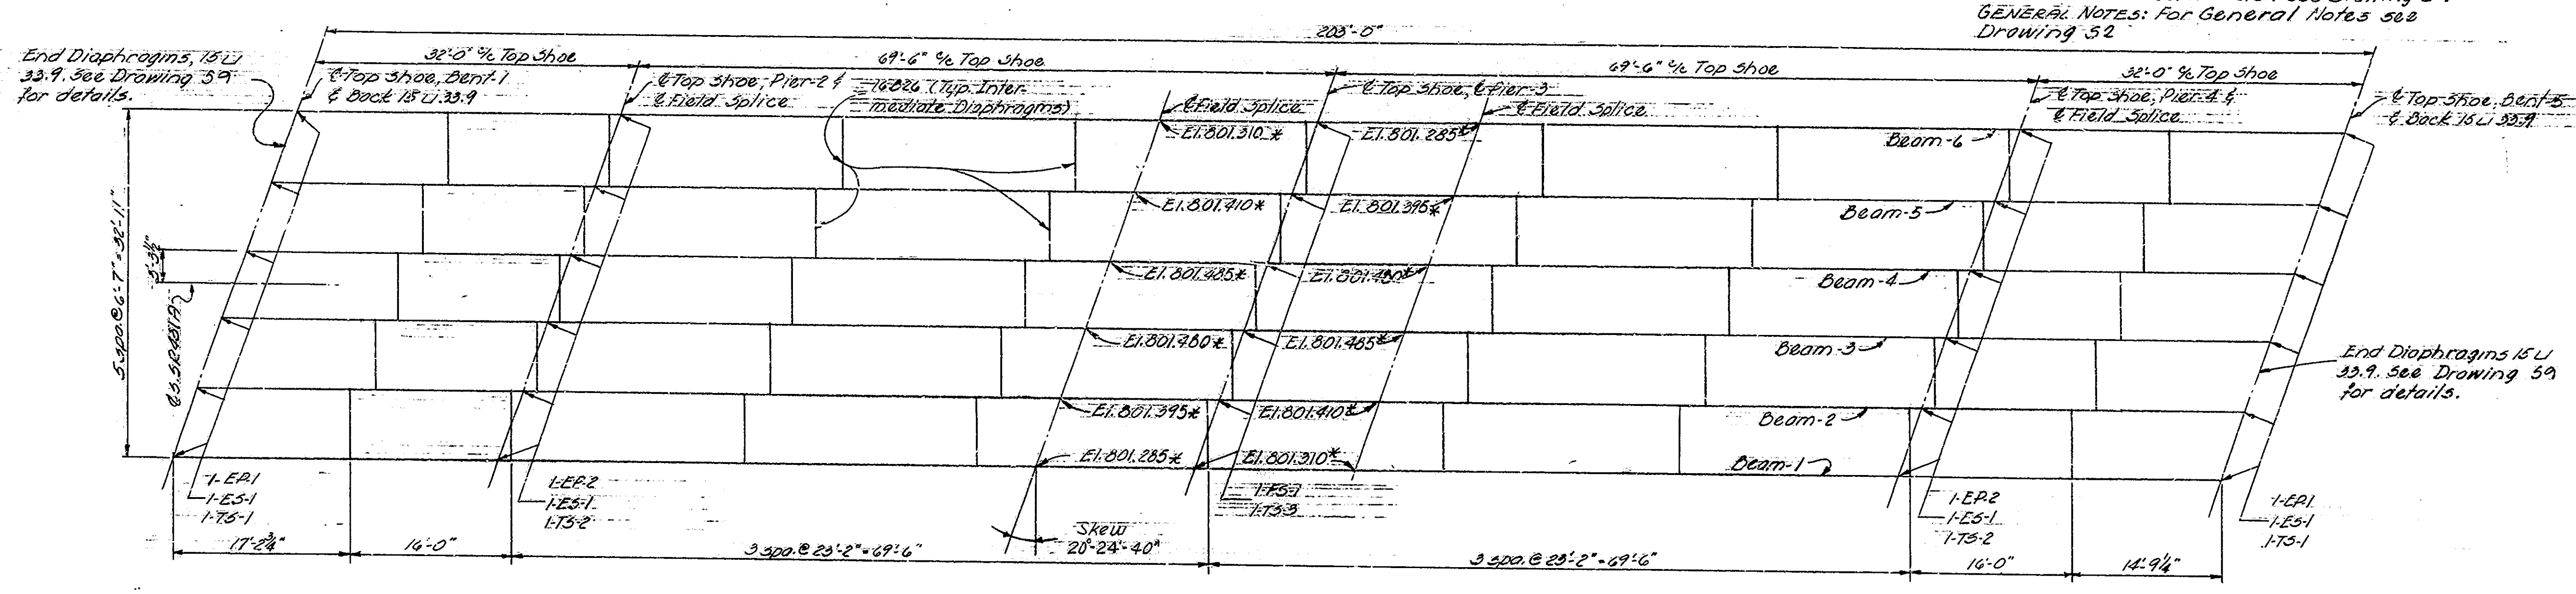 GENERAL NOTES: For General Notes see
Drawing S2
203'-0"
End Diaphragms, 15⊔
33.9. See Drawing S9
for details.
32'-0" c/c Top Shoe
69'-6" c/c Top Shoe
69'-6" c/c Top Shoe
32'-0" c/c Top Shoe
℄ Top Shoe, Bent-1
℄ Back 15⊔33.9
℄ Top Shoe, Pier-2 &
℄ Field Splice
16B26 (Typ. Inter-
mediate Diaphragms)
℄ Field Splice
℄ Top Shoe, ℄ Pier-3
℄ Field Splice
℄ Top Shoe, Pier-4 &
℄ Field Splice
℄ Top Shoe, Bent-5
℄ Back 15⊔33.9
El. 801.310*
El. 801.285*
Beam-6
El. 801.410*
El. 801.395*
Beam-5
5 spa. @ 6'-7" = 32'-11"
3'-3½"
El. 801.485*
El. 801.480*
Beam-4
El. 801.480*
El. 801.485*
Beam-3
End Diaphragms 15⊔
33.9. See Drawing S9
for details.
El. 801.395*
El. 801.410*
Beam-2
El. 801.285*
El. 801.310*
Beam-1
1-EP.1
1-ES-1
1-TS-1
1-EP.2
1-ES-1
1-TS-2
1-ES-1
1-TS-3
1-EP.2
1-ES-1
1-TS-2
1-EP.1
1-ES-1
1-TS-1
Skew
20°-24'-40"
17'-2¾"
16'-0"
3 spa. @ 23'-2" = 69'-6"
3 spa. @ 23'-2" = 69'-6"
16'-0"
14'-9¼"